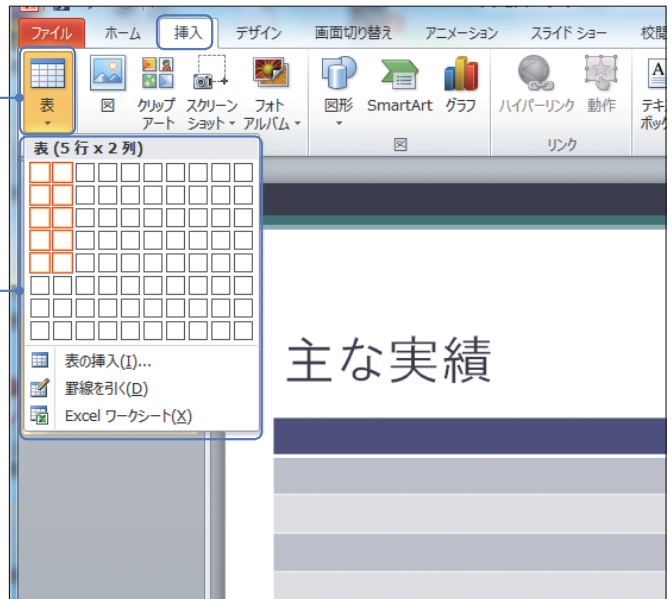 ファイル ホーム 挿入 デザイン 画面切り替え アニメーション スライド ショー 校閲
表 図 クリップ アート スクリーン ショット フォト アルバム 図形 SmartArt グラフ ハイパーリンク 動作
図 リンク
表 (5 行 x 2 列)
表の挿入(I)...
罫線を引く(D)
Excel ワークシート(X)
主な実績